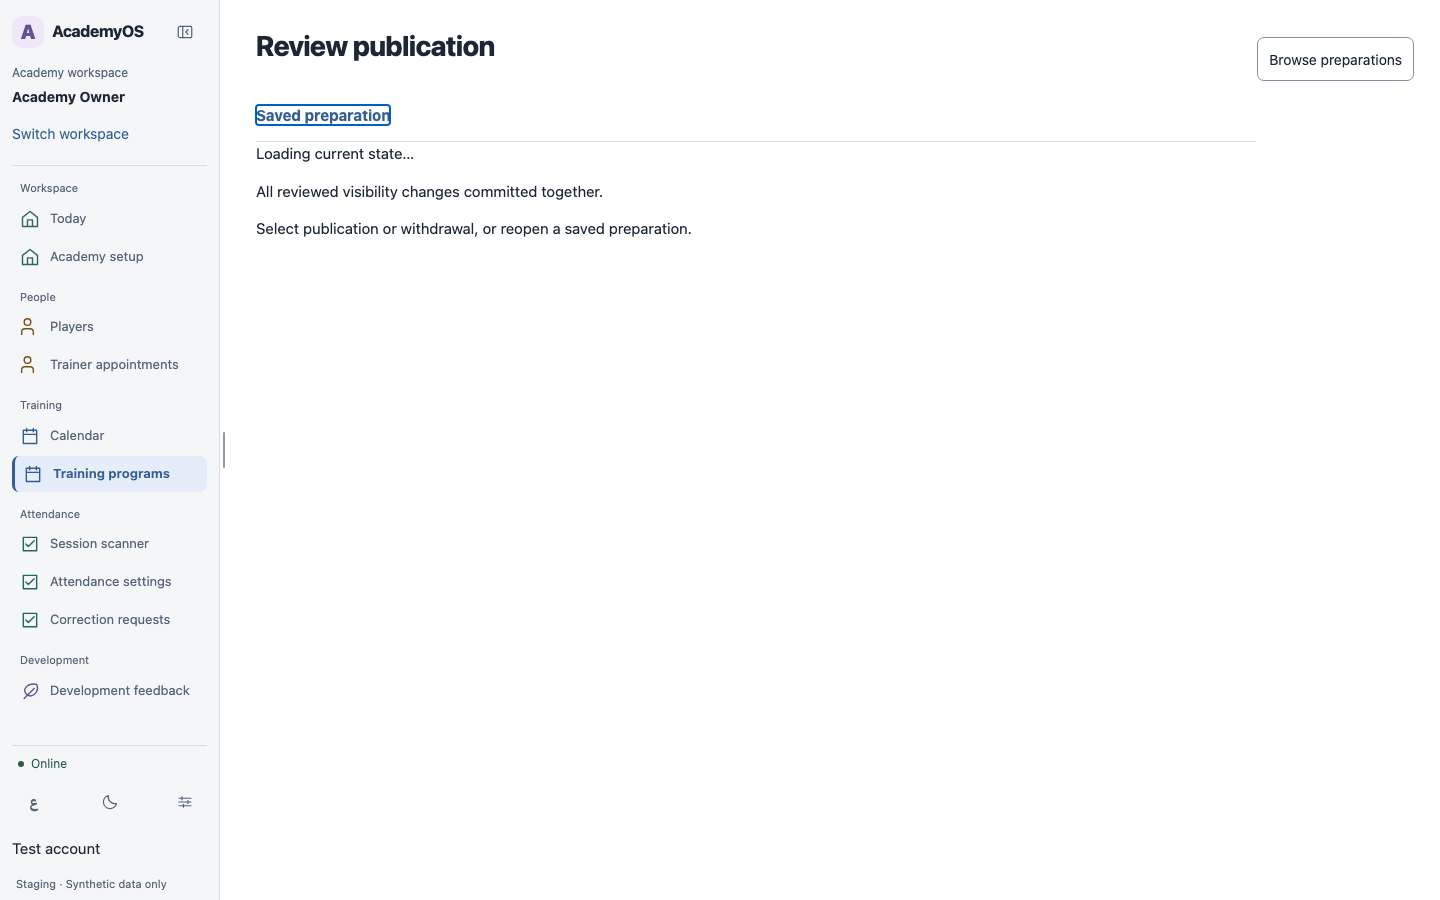 A AcademyOS
Academy workspace
Academy Owner
Switch workspace
Workspace
Today
Academy setup
People
Players
Trainer appointments
Training
Calendar
Training programs
Attendance
Session scanner
Attendance settings
Correction requests
Development
Development feedback
Online
ع
Test account
Staging · Synthetic data only
Review publication
Browse preparations
Saved preparation
Loading current state...
All reviewed visibility changes committed together.
Select publication or withdrawal, or reopen a saved preparation.